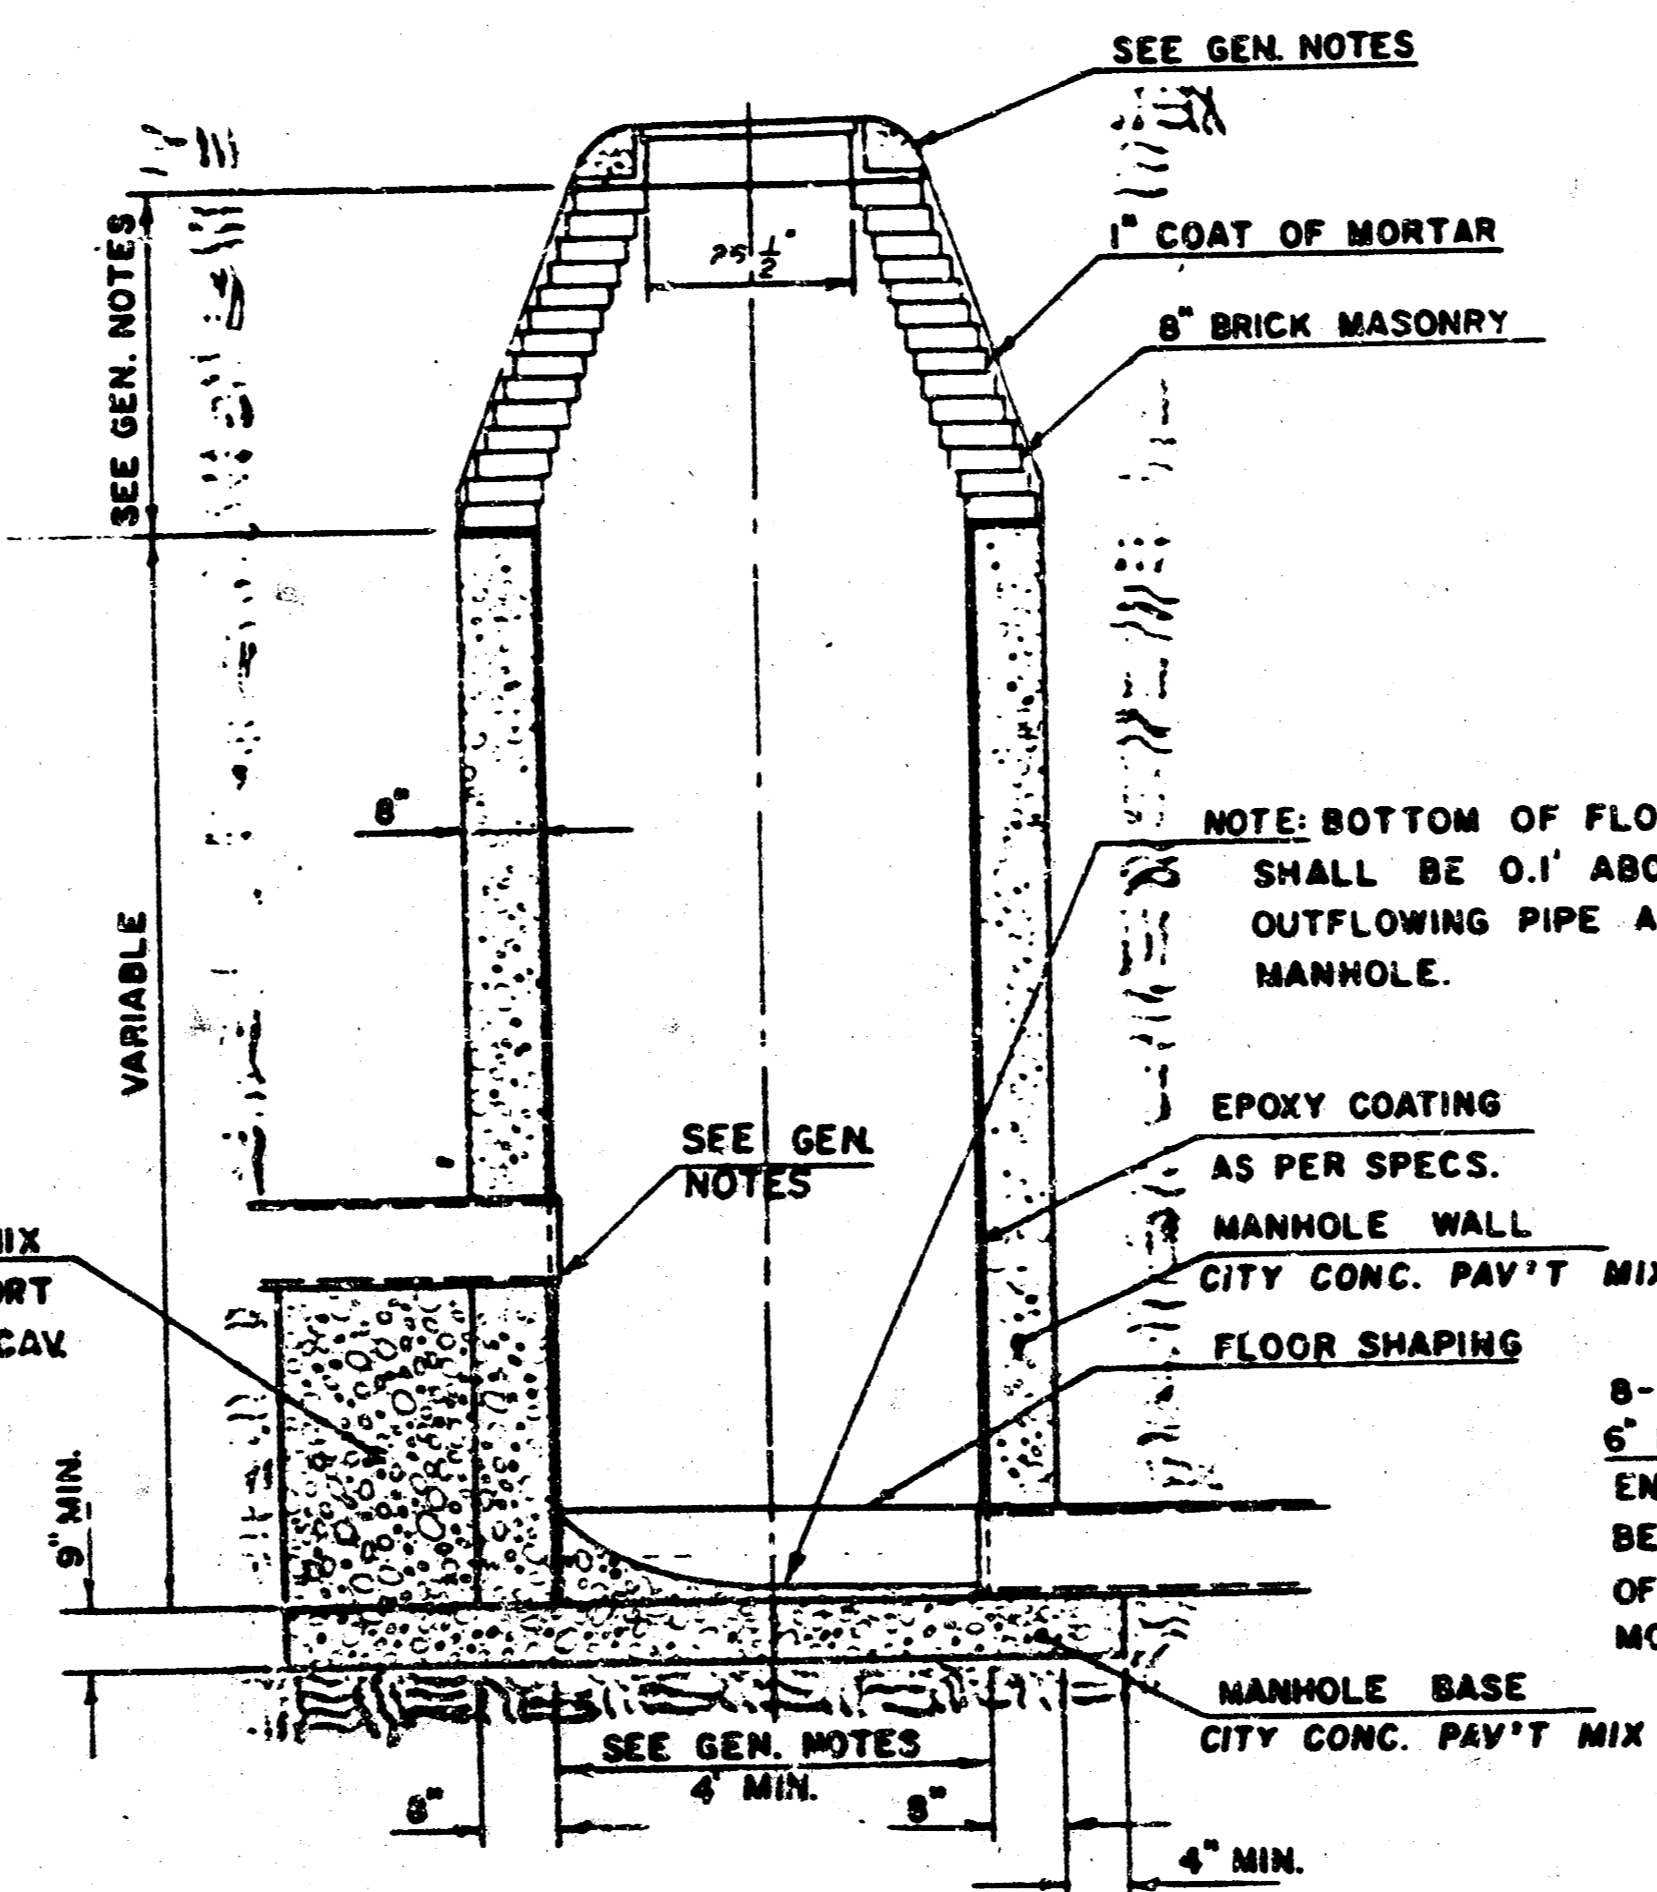 SEE GEN. NOTES
1" COAT OF MORTAR
8" BRICK MASONRY
SEE GEN. NOTES
25 1/2"
8"
VARIABLE
NOTE: BOTTOM OF FLO
SHALL BE 0.1' ABO
OUTFLOWING PIPE A
MANHOLE.
SEE GEN.
NOTES
EPOXY COATING
AS PER SPECS.
MANHOLE WALL
CITY CONC. PAV'T MIX
FLOOR SHAPING
IX
ORT
CAV.
9" MIN.
8-
6"
EN
BE
OF
MO
MANHOLE BASE
CITY CONC. PAV'T MIX
SEE GEN. NOTES
4' MIN.
8"
8"
4" MIN.